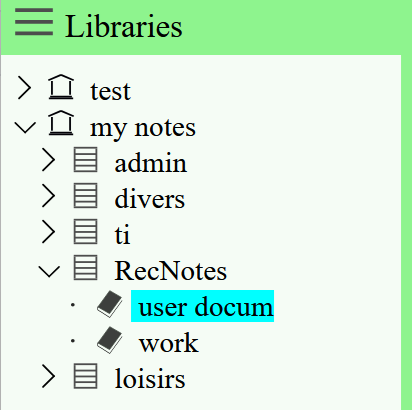 Libraries
test
my notes
admin
divers
ti
RecNotes
user docum
work
loisirs